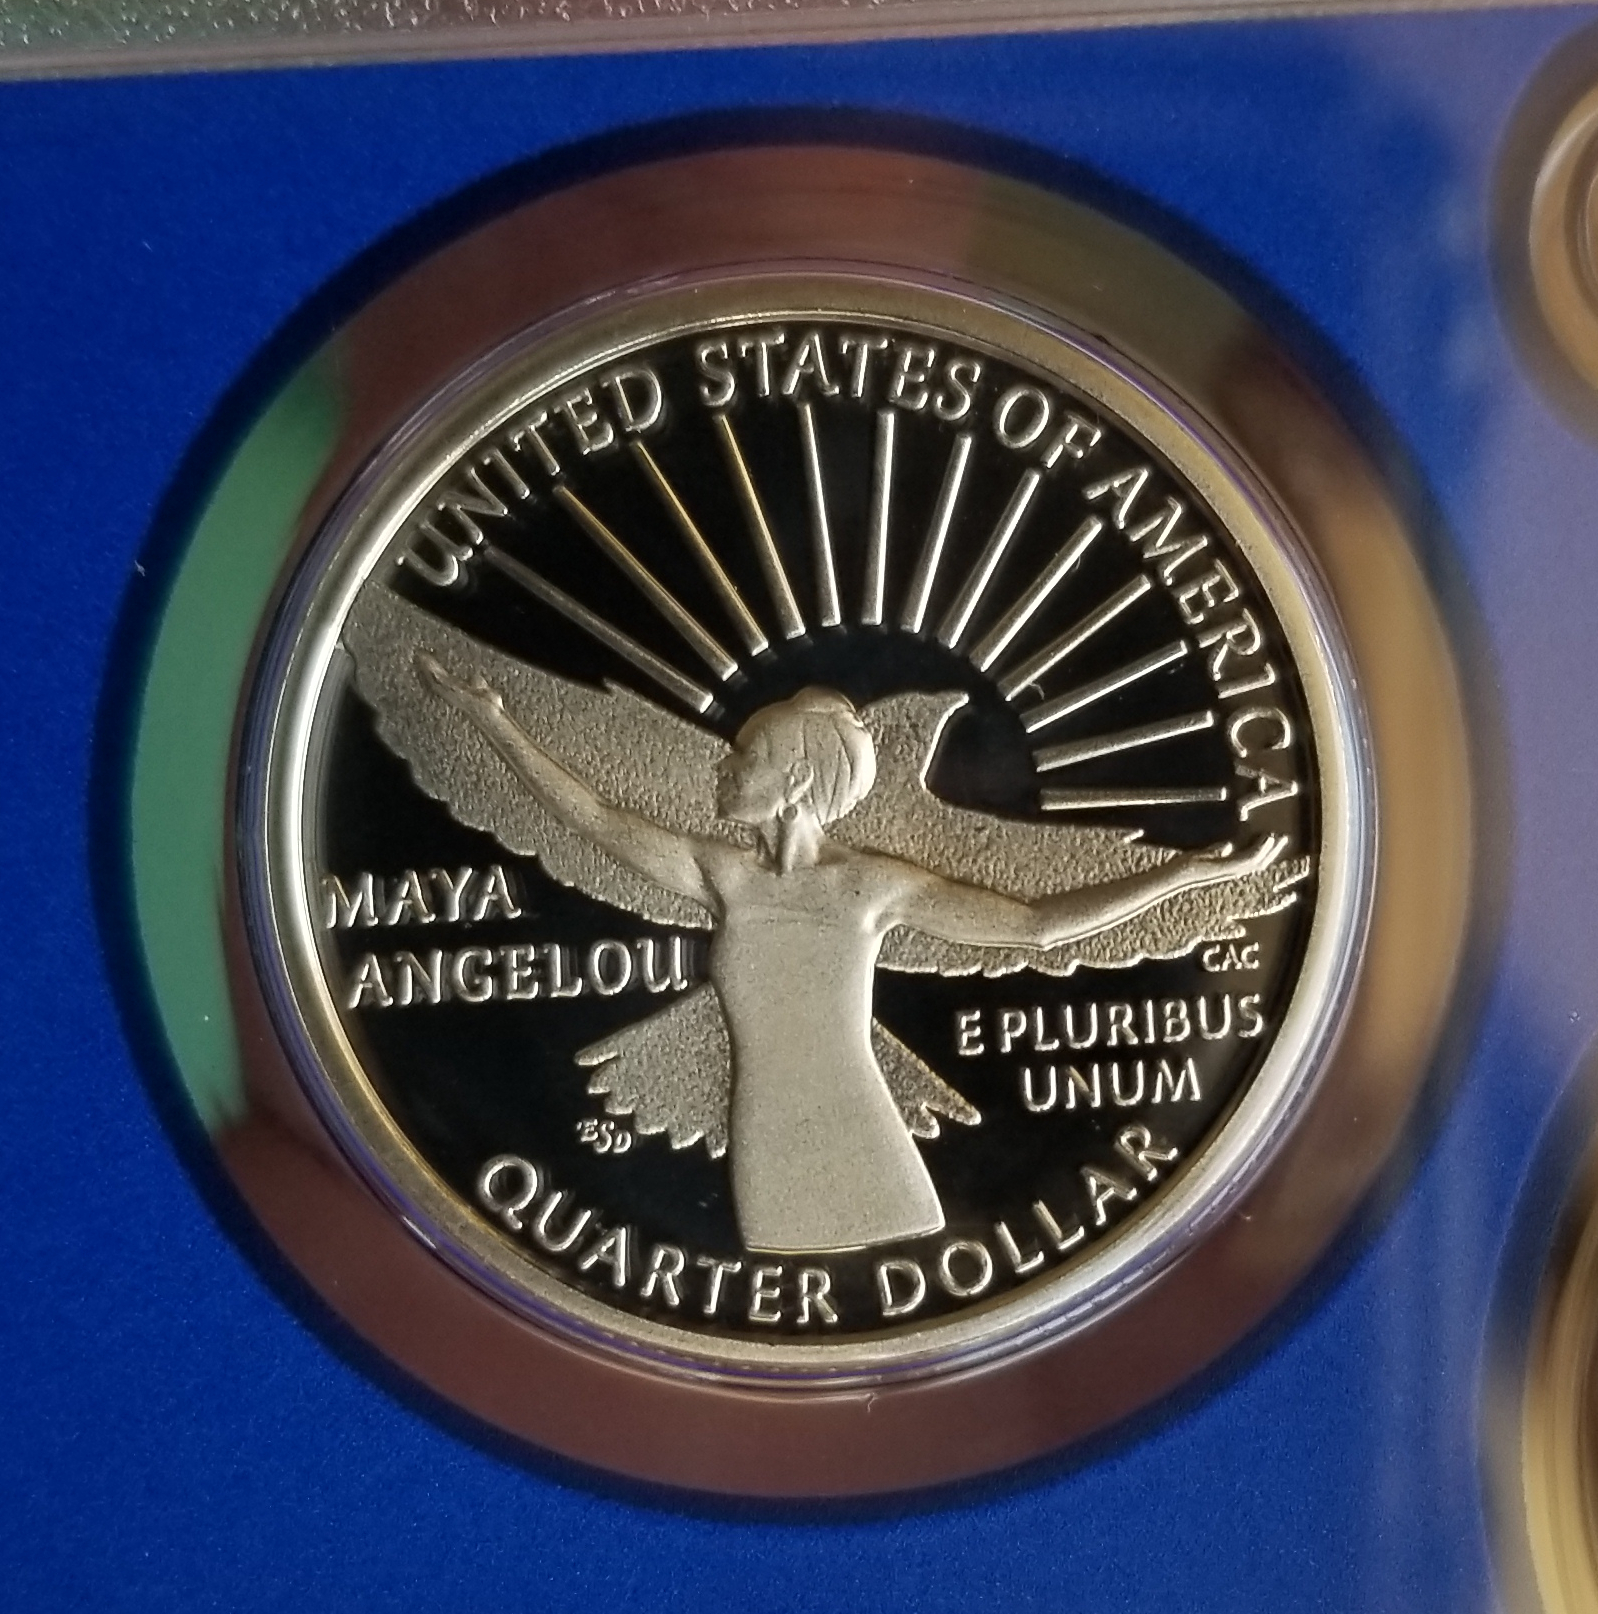 UNITED STATES OF AMERICA
MAYA
ANGELOU
CAC
E PLURIBUS
UNUM
ESD
QUARTER DOLLAR